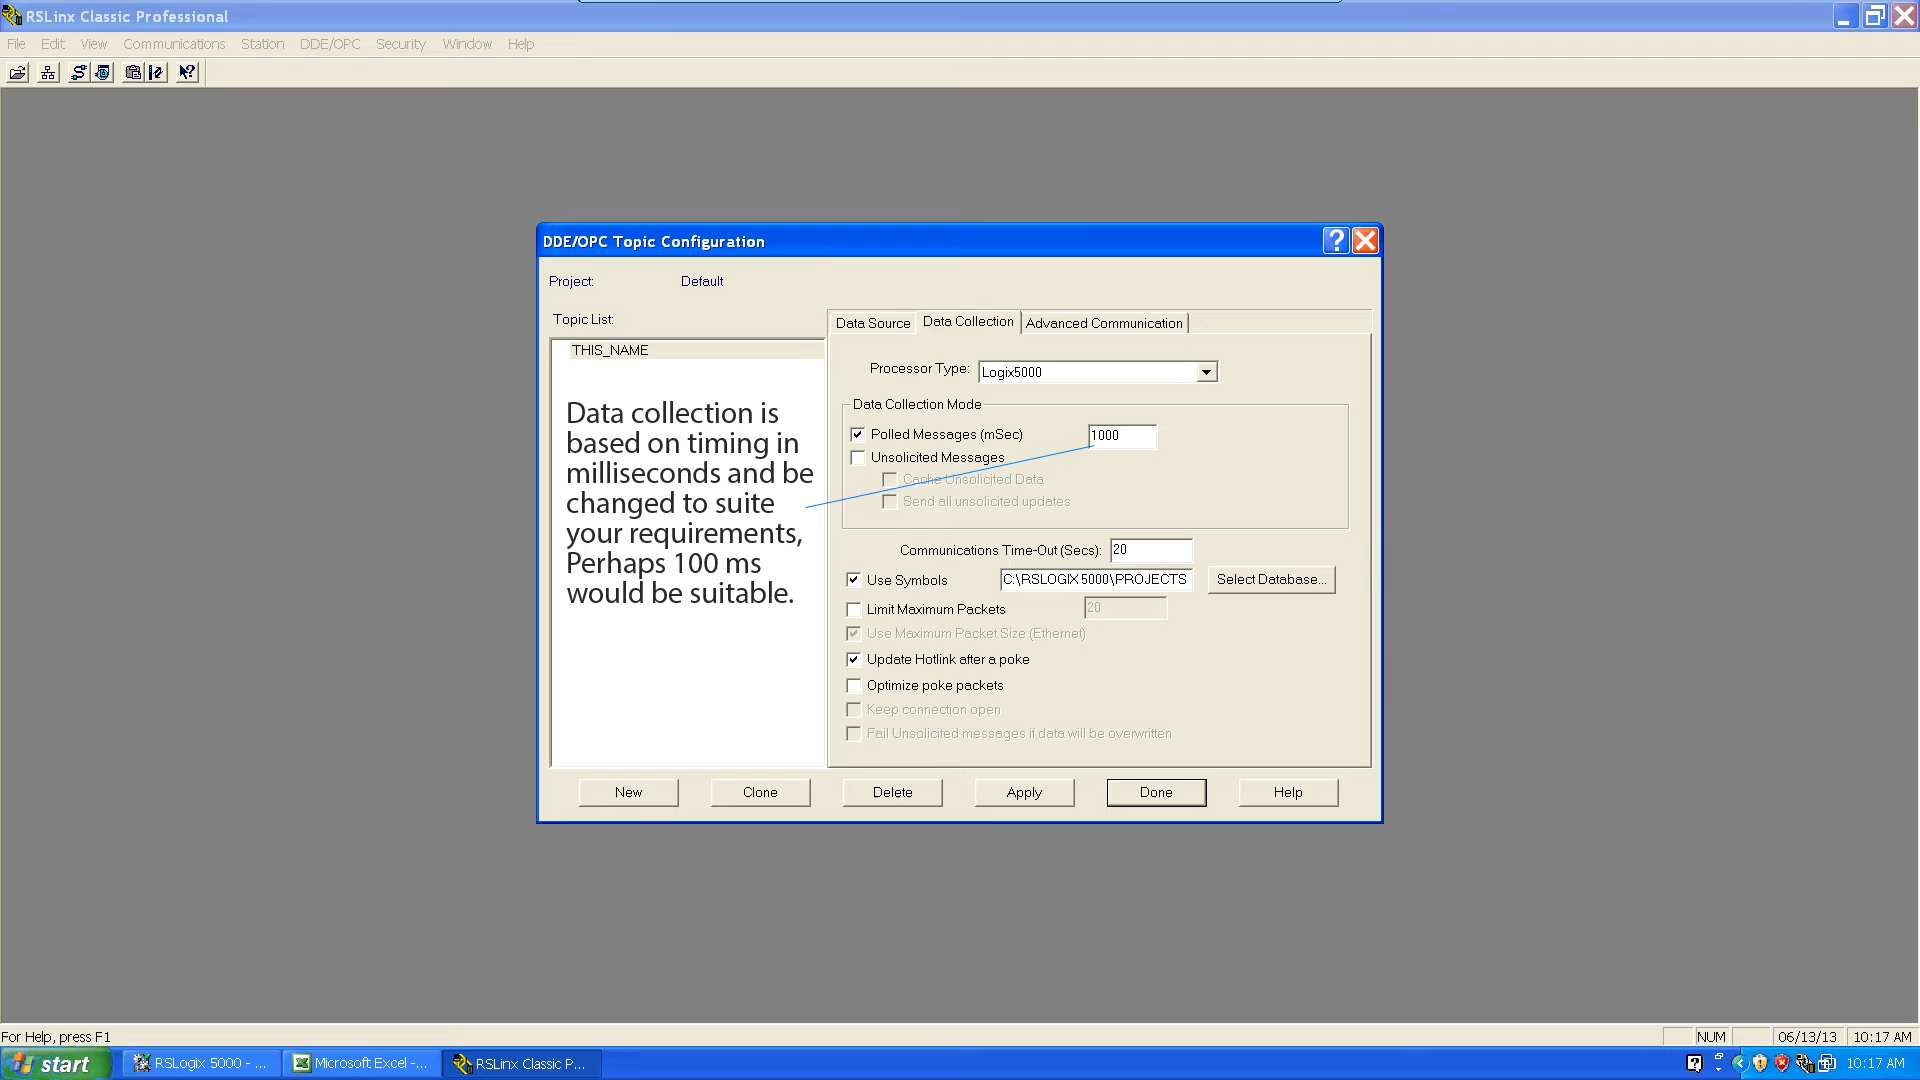 RSLinx Classic Professional
File Edit View Communications Station DDE/OPC Security Window Help
DDE/OPC Topic Configuration
Project: Default
Topic List:
THIS_NAME
Data collection is
based on timing in
milliseconds and be
changed to suite
your requirements,
Perhaps 100 ms
would be suitable.
Data Source Data Collection Advanced Communication
Processor Type: Logix5000
Data Collection Mode
Polled Messages (mSec) 1000
Unsolicited Messages
Cache Unsolicited Data
Send all unsolicited updates
Communications Time-Out (Secs): 20
Use Symbols C:\RSLOGIX 5000\PROJECTS Select Database...
Limit Maximum Packets 20
Use Maximum Packet Size (Ethernet)
Update Hotlink after a poke
Optimize poke packets
Keep connection open
Fail Unsolicited messages if data will be overwritten
New Clone Delete Apply Done Help
For Help, press F1 NUM 06/13/13 10:17 AM
start RSLogix 5000 - ... Microsoft Excel -... RSLinx Classic P... 10:17 AM